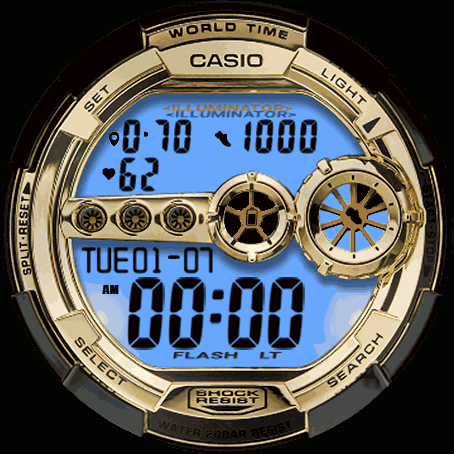 WORLD TIME
CASIO
SET
LIGHT
-ILLUMINATOR-
-ILLUMINATOR-
0.70 1000
62
SPLIT·RESET
TUE01-07
AM 00:00
FLASH LT
SELECT
SEARCH
SHOCK
RESIST
WATER 20BAR RESIST